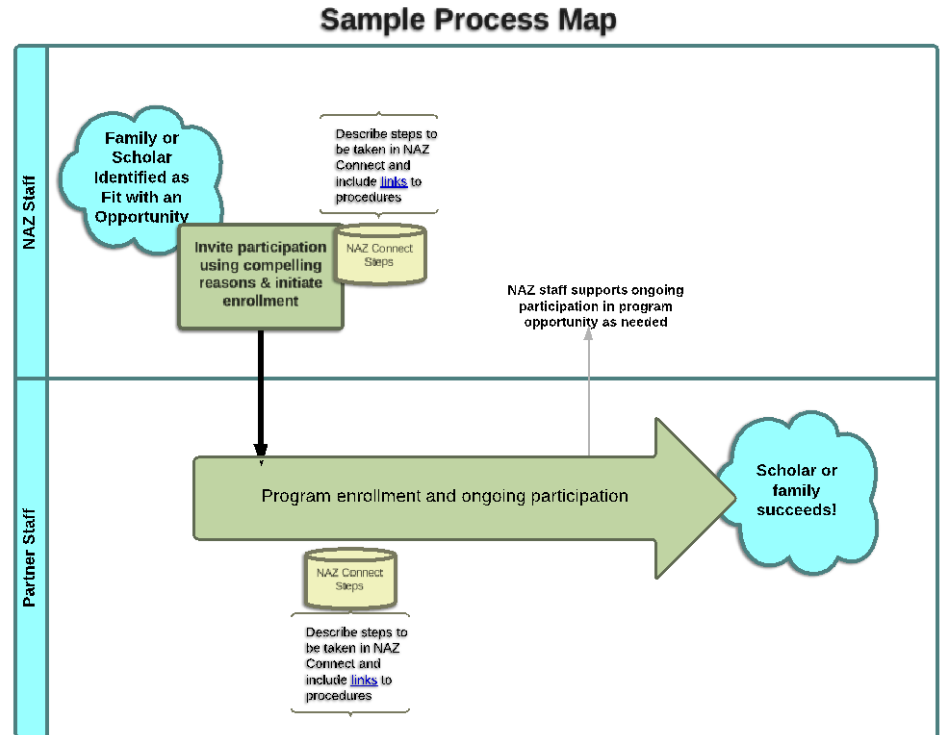 Sample Process Map
NAZ Staff
Family or
Scholar
Identified as
Fit with an
Opportunity
Describe steps to
be taken in NAZ
Connect and
include links to
procedures
Invite participation
using compelling
reasons & initiate
enrollment
NAZ Connect
Steps
NAZ staff supports ongoing
participation in program
opportunity as needed
Partner Staff
Program enrollment and ongoing participation
Scholar or
family
succeeds!
NAZ Connect
Steps
Describe steps to
be taken in NAZ
Connect and
include links to
procedures